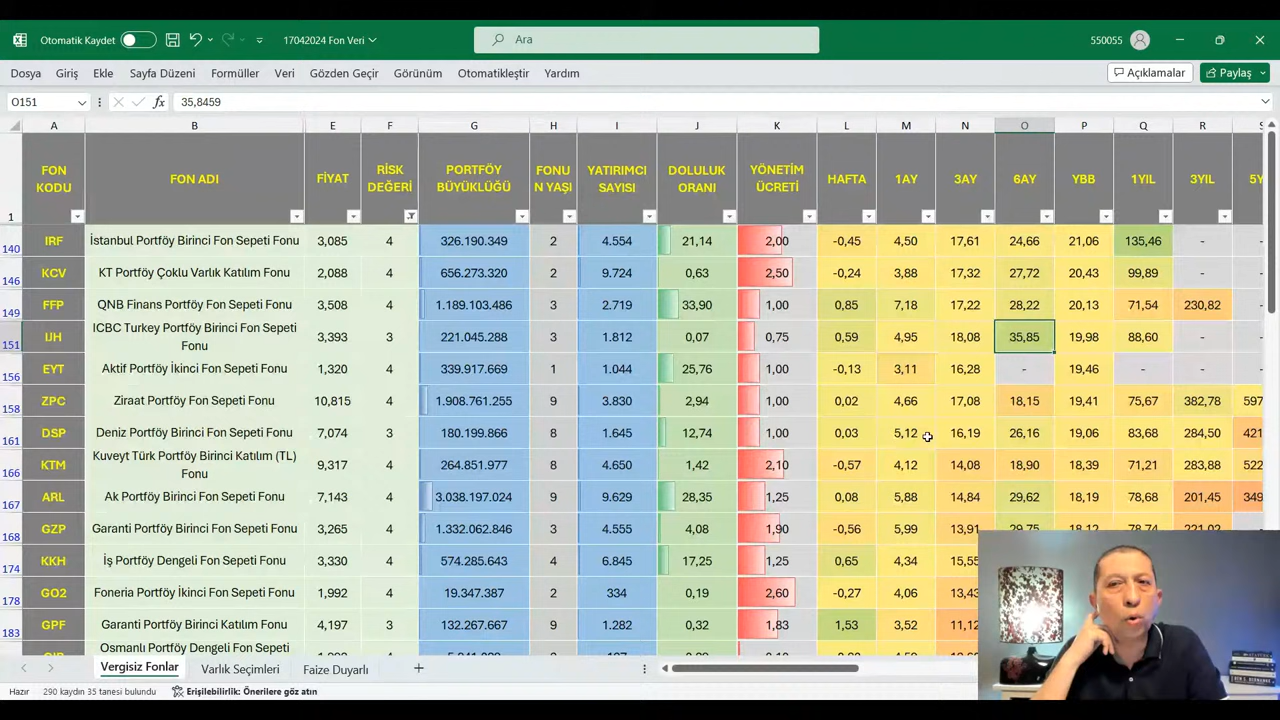 Otomatik Kaydet
17042024 Fon Veri
Ara
550055
Dosya Giriş Ekle Sayfa Düzeni Formüller Veri Gözden Geçir Görünüm Otomatikleştir Yardım Açıklamalar Paylaş
O151 fx 35,8459
A B E F G H I J K L M N O P Q R S
1 FON KODU FON ADI FİYAT RİSK DEĞERİ PORTFÖY BÜYÜKLÜĞÜ FONU N YAŞI YATIRIMCI SAYISI DOLULUK ORANI YÖNETİM ÜCRETİ HAFTA 1AY 3AY 6AY YBB 1YIL 3YIL
140 IRF İstanbul Portföy Birinci Fon Sepeti Fonu 3,085 4 326.190.349 2 4.554 21,14 2,00 -0,45 4,50 17,61 24,66 21,06 135,46 - -
146 KCV KT Portföy Çoklu Varlık Katılım Fonu 2,088 4 656.273.320 2 9.724 0,63 2,50 -0,24 3,88 17,32 27,72 20,43 99,89 - -
149 FFP QNB Finans Portföy Fon Sepeti Fonu 3,508 4 1.189.103.486 3 2.719 33,90 1,00 0,85 7,18 17,22 28,22 20,13 71,54 230,82 -
151 IJH ICBC Turkey Portföy Birinci Fon Sepeti Fonu 3,393 4 221.045.288 3 1.812 0,07 0,75 0,59 4,95 18,08 35,85 19,98 88,60 - -
156 EYT Aktif Portföy İkinci Fon Sepeti Fonu 1,320 4 339.917.669 1 1.044 25,76 1,00 -0,13 3,11 16,28 - 19,46 - - -
158 ZPC Ziraat Portföy Fon Sepeti Fonu 10,815 4 1.908.761.255 9 3.830 2,94 1,00 0,02 4,66 17,08 18,15 19,41 75,67 382,78 597
161 DSP Deniz Portföy Birinci Fon Sepeti Fonu 7,074 3 180.199.866 8 1.645 12,74 1,00 0,03 5,12 16,19 26,16 19,06 83,68 284,50 421
166 KTM Kuveyt Türk Portföy Birinci Katılım (TL) Fonu 9,317 4 264.851.977 8 4.650 1,42 2,10 -0,57 4,12 14,08 18,90 18,39 71,21 283,88 522
167 ARL Ak Portföy Birinci Fon Sepeti Fonu 7,143 4 3.038.197.024 9 9.629 28,35 1,25 0,08 5,88 14,84 29,62 18,19 78,68 201,45 349
168 GZP Garanti Portföy Birinci Fon Sepeti Fonu 3,265 4 1.332.062.846 3 4.555 4,08 1,90 -0,56 5,99 13,91 29,75 18,12 78,74 221,02
174 KKH İş Portföy Dengeli Fon Sepeti Fonu 3,330 4 574.285.643 4 6.845 17,25 1,25 0,65 4,34 15,55
178 GO2 Foneria Portföy İkinci Fon Sepeti Fonu 1,992 4 19.347.387 2 334 0,19 2,60 -0,27 4,06 13,43
183 GPF Garanti Portföy Birinci Katılım Fonu 4,197 3 132.267.667 9 1.282 0,32 1,83 1,53 3,52 11,12
Osmanlı Portföy Dengeli Fon Sepeti
Vergisiz Fonlar Varlık Seçimleri Faize Duyarlı
Hazır 290 kaydın 35 tanesi bulundu Erişilebilirlik: Önerilere göz atın